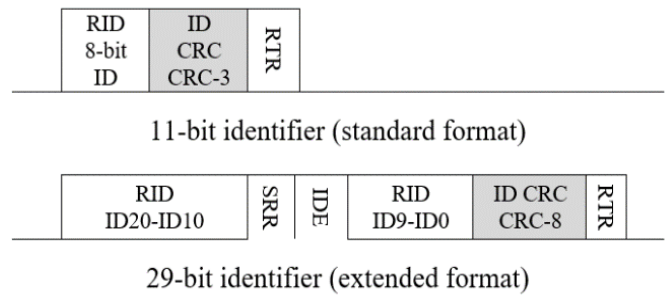 RID
8-bit
ID
ID
CRC
CRC-3
RTR
11-bit identifier (standard format)
RID
ID20-ID10
SRR
IDE
RID
ID9-ID0
ID CRC
CRC-8
RTR
29-bit identifier (extended format)